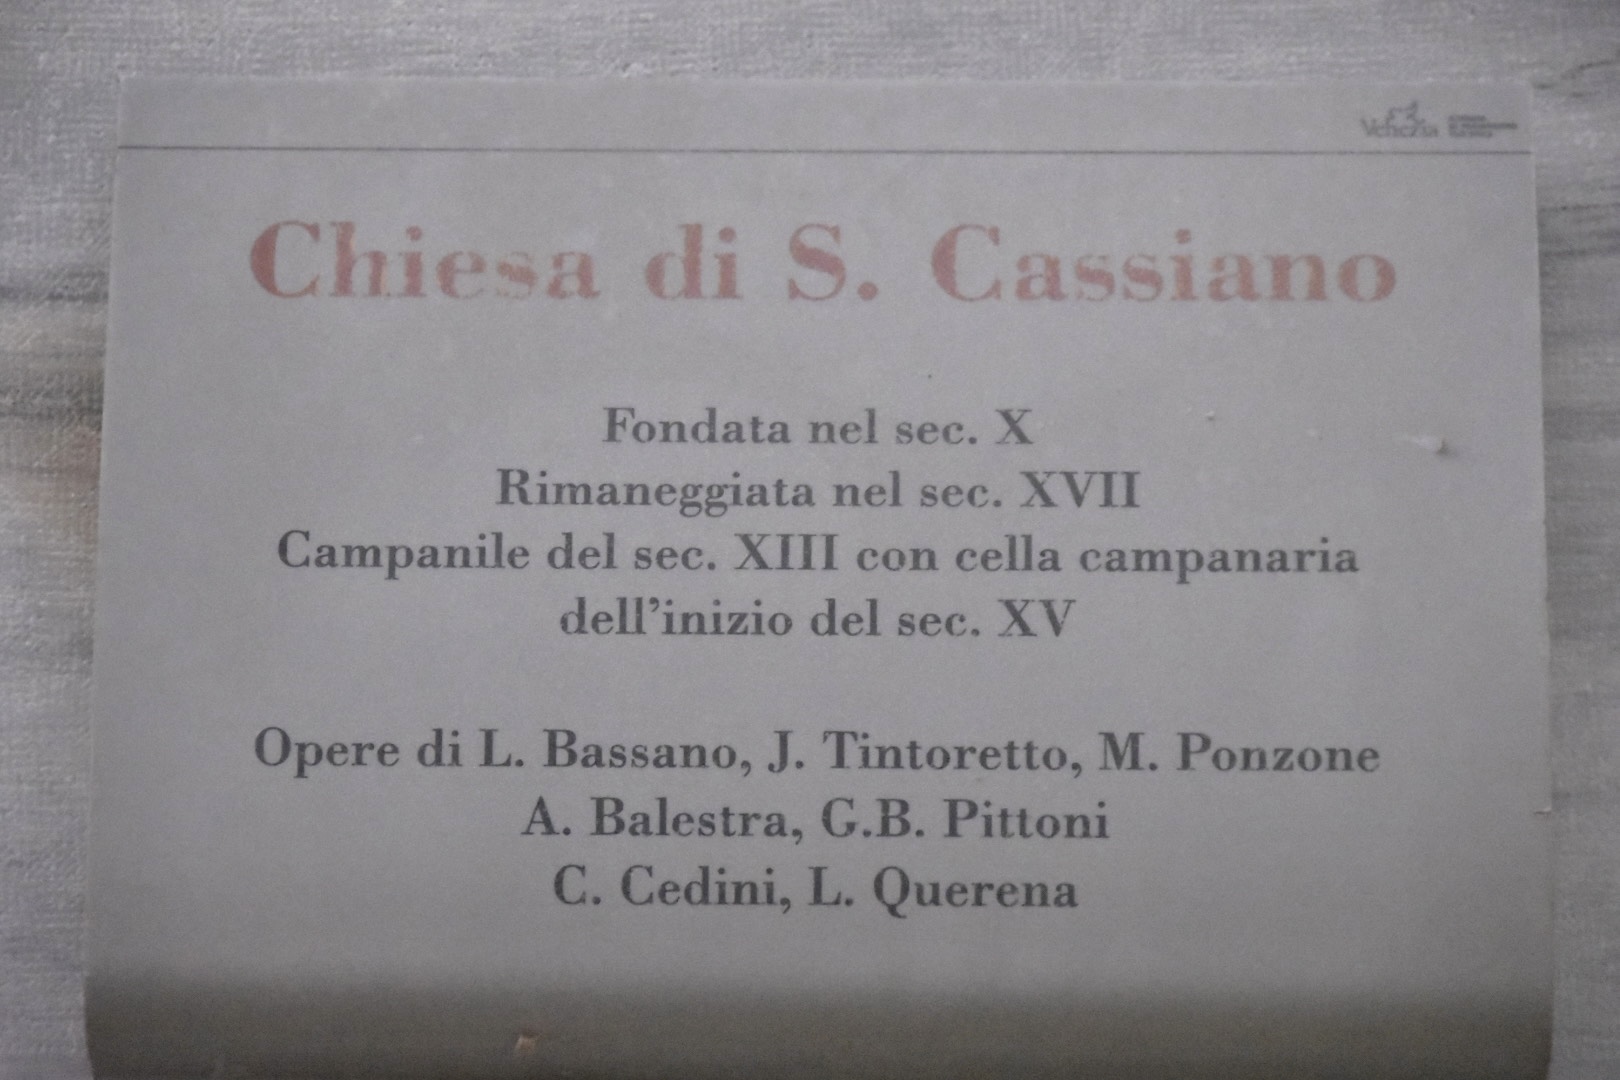 Venezia
Chiesa di S. Cassiano
Fondata nel sec. X
Rimaneggiata nel sec. XVII
Campanile del sec. XIII con cella campanaria
dell'inizio del sec. XV
Opere di L. Bassano, J. Tintoretto, M. Ponzone
A. Balestra, G.B. Pittoni
C. Cedini, L. Querena